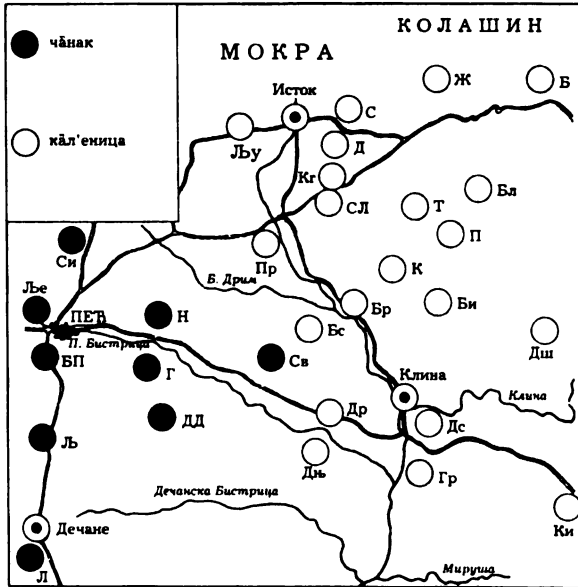 КОЛАШИН
МОКРА
ча̄нак
ка̄л'еница
Исток
С
Ж
Б
Љу
Д
Кг
СЛ
Т
Бл
П
Си
Пр
К
Б. Дрим
Бр
Би
Ље
ПЕЋ
Н
Бс
Дш
П. Бистрица
БП
Г
Св
Клина
Клина
ДД
Др
Дс
Љ
Дњ
Гр
Дечанска Бистрица
Ки
Дечане
Л
Мируша